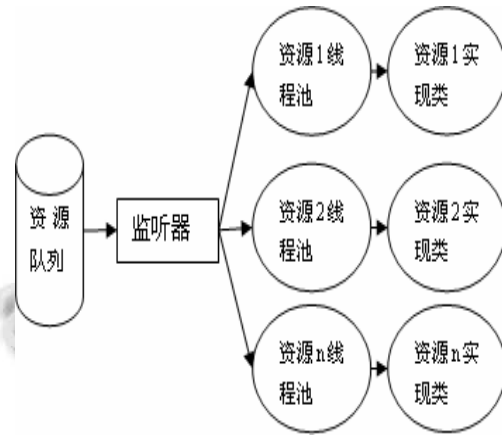 资源1线
程池
资源1实
现类
资源
队列
监听器
资源2线
程池
资源2实
现类
资源n线
程池
资源n实
现类